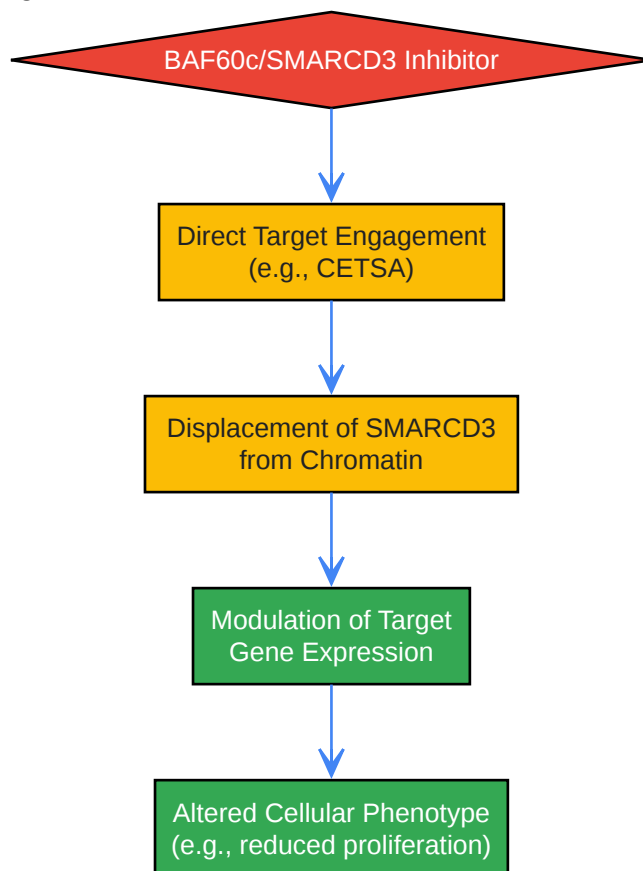 BAF60c/SMARCD3 Inhibitor
Direct Target Engagement
(e.g., CETSA)
Displacement of SMARCD3
from Chromatin
Modulation of Target
Gene Expression
Altered Cellular Phenotype
(e.g., reduced proliferation)